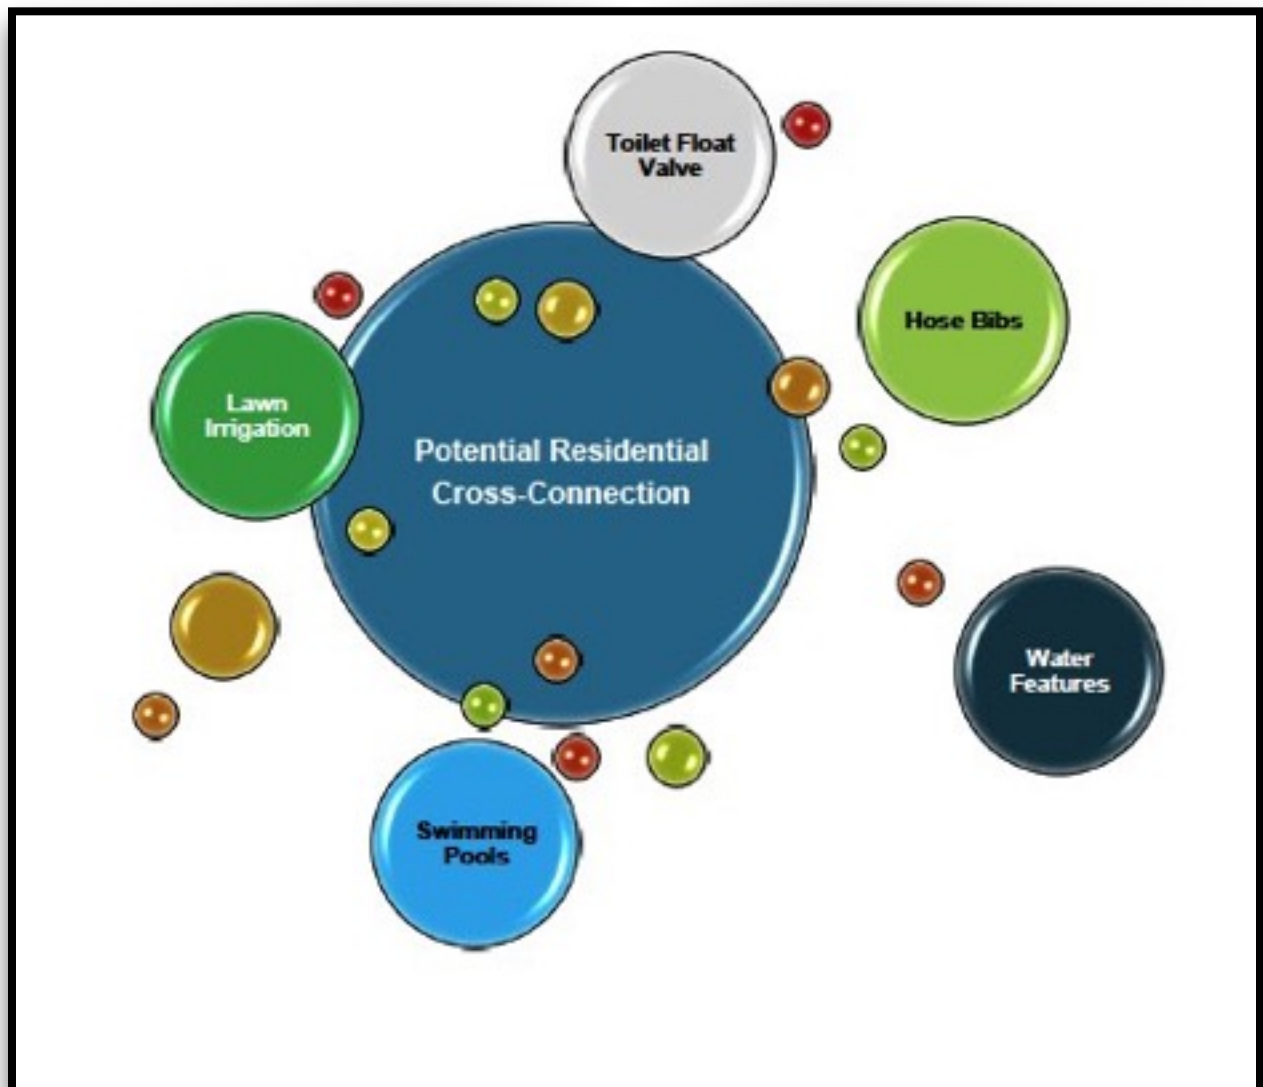 Toilet Float
Valve
Hose Bibs
Lawn
Irrigation
Potential Residential
Cross-Connection
Water
Features
Swimming
Pools